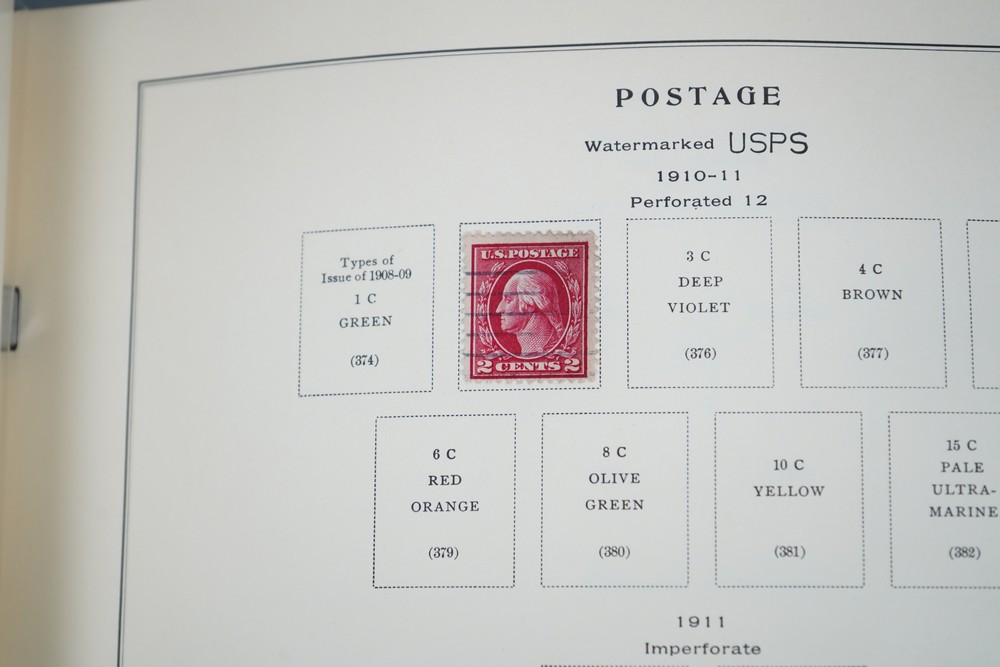 POSTAGE
Watermarked USPS
1910-11
Perforated 12
Types of
Issue of 1908-09
1 C
GREEN
(374)
U.S. POSTAGE
2 CENTS 2
3 C
DEEP
VIOLET
(376)
4 C
BROWN
(377)
6 C
RED
ORANGE
(379)
8 C
OLIVE
GREEN
(380)
10 C
YELLOW
(381)
15 C
PALE
ULTRA-
MARINE
(382)
1911
Imperforate